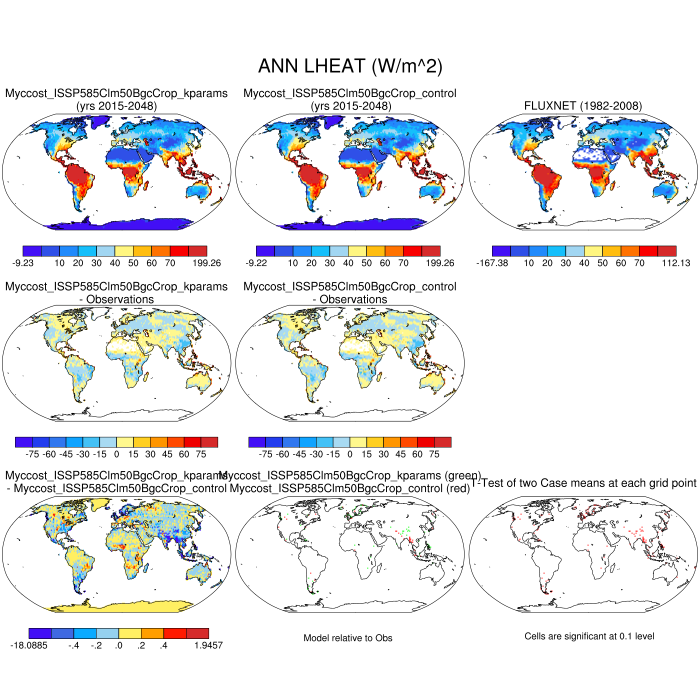 ANN LHEAT (W/m^2)
Myccost_ISSP585Clm50BgcCrop_kparams
(yrs 2015-2048)
Myccost_ISSP585Clm50BgcCrop_control
(yrs 2015-2048)
FLUXNET (1982-2008)
-9.23 10 20 30 40 50 60 70 199.26
-9.22 10 20 30 40 50 60 70 199.26
-167.38 10 20 30 40 50 60 70 112.13
Myccost_ISSP585Clm50BgcCrop_kparams
- Observations
Myccost_ISSP585Clm50BgcCrop_control
- Observations
-75 -60 -45 -30 -15 0 15 30 45 60 75
-75 -60 -45 -30 -15 0 15 30 45 60 75
Myccost_ISSP585Clm50BgcCrop_kparams
- Myccost_ISSP585Clm50BgcCrop_control
Myccost_ISSP585Clm50BgcCrop_kparams (green)
Myccost_ISSP585Clm50BgcCrop_control (red)
T-Test of two Case means at each grid point
-18.0885 -.4 -.2 .0 .2 .4 1.9457
Model relative to Obs
Cells are significant at 0.1 level